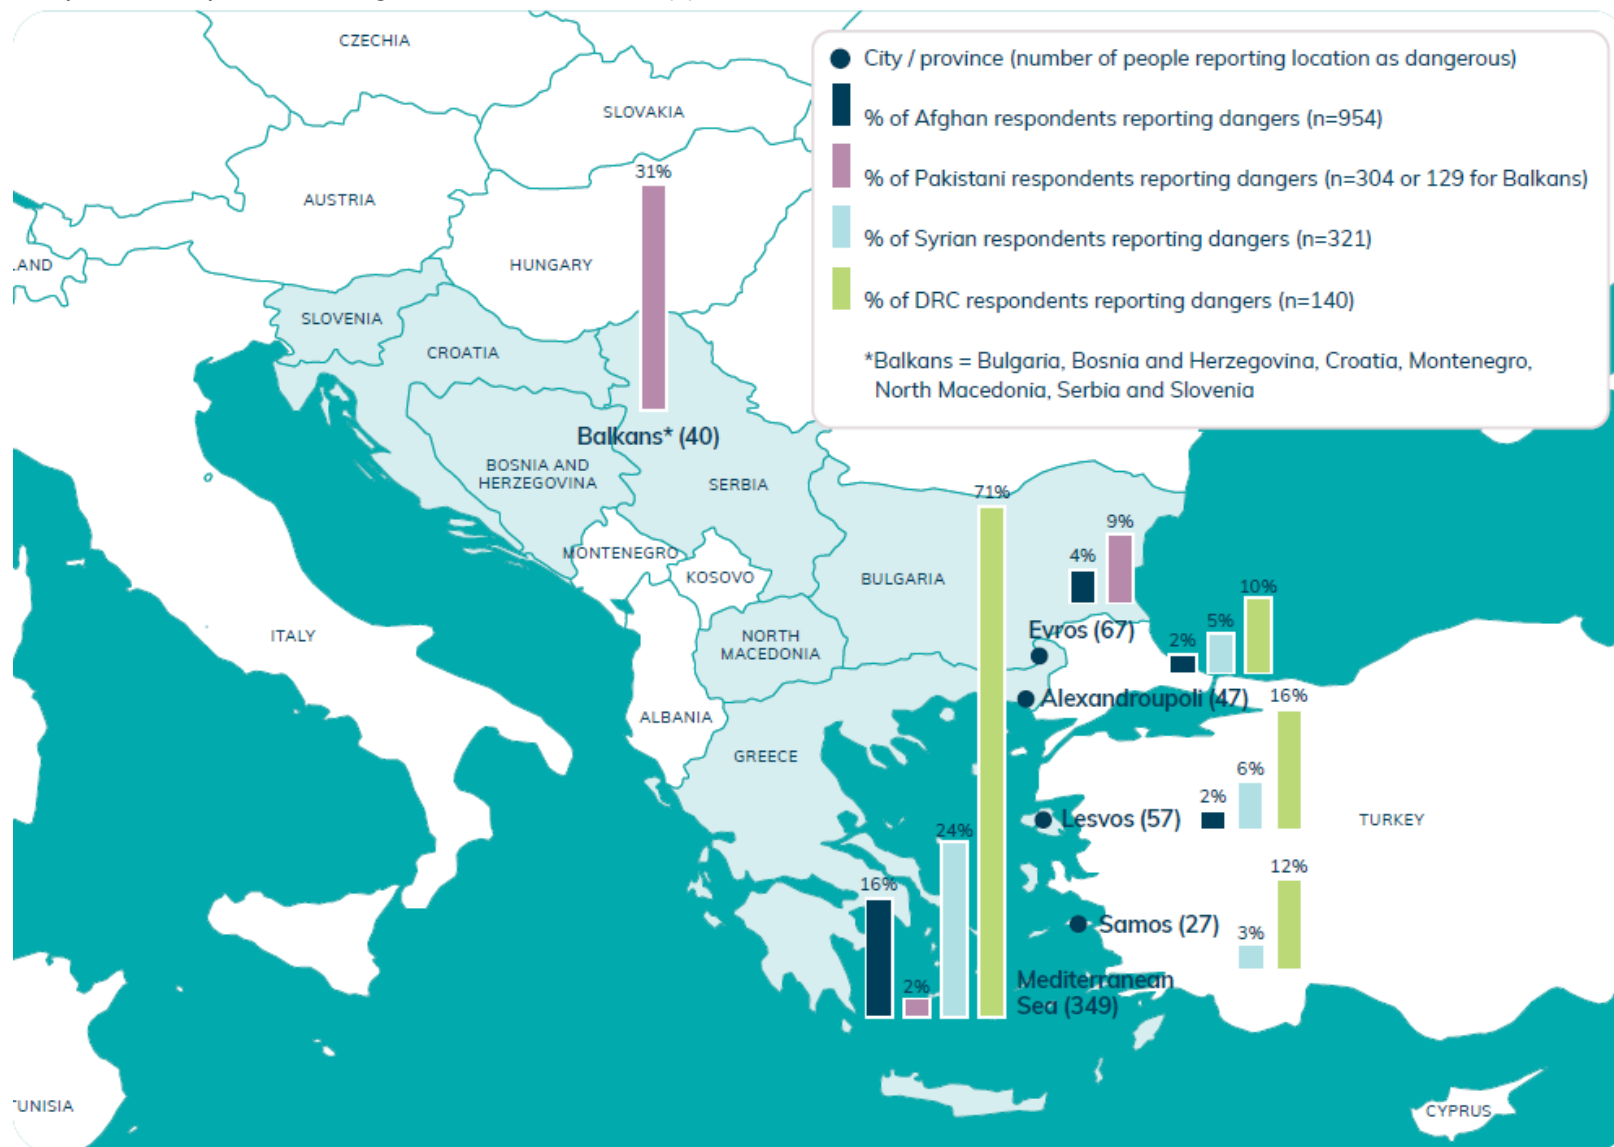 CZECHIA
SLOVAKIA
AUSTRIA
31%
HUNGARY
SLOVENIA
CROATIA
City / province (number of people reporting location as dangerous)
% of Afghan respondents reporting dangers (n=954)
% of Pakistani respondents reporting dangers (n=304 or 129 for Balkans)
% of Syrian respondents reporting dangers (n=321)
% of DRC respondents reporting dangers (n=140)
*Balkans = Bulgaria, Bosnia and Herzegovina, Croatia, Montenegro,
North Macedonia, Serbia and Slovenia
LAND
Balkans* (40)
BOSNIA AND
HERZEGOVINA
SERBIA
71%
MONTENEGRO
KOSOVO
BULGARIA
4%
9%
ITALY
NORTH
MACEDONIA
Evros (67)
2%
5%
10%
ALBANIA
Alexandroupoli (47)
16%
GREECE
2%
6%
Lesvos (57)
TURKEY
24%
16%
12%
Samos (27)
3%
2%
Mediterranean
Sea (349)
TUNISIA
CYPRUS